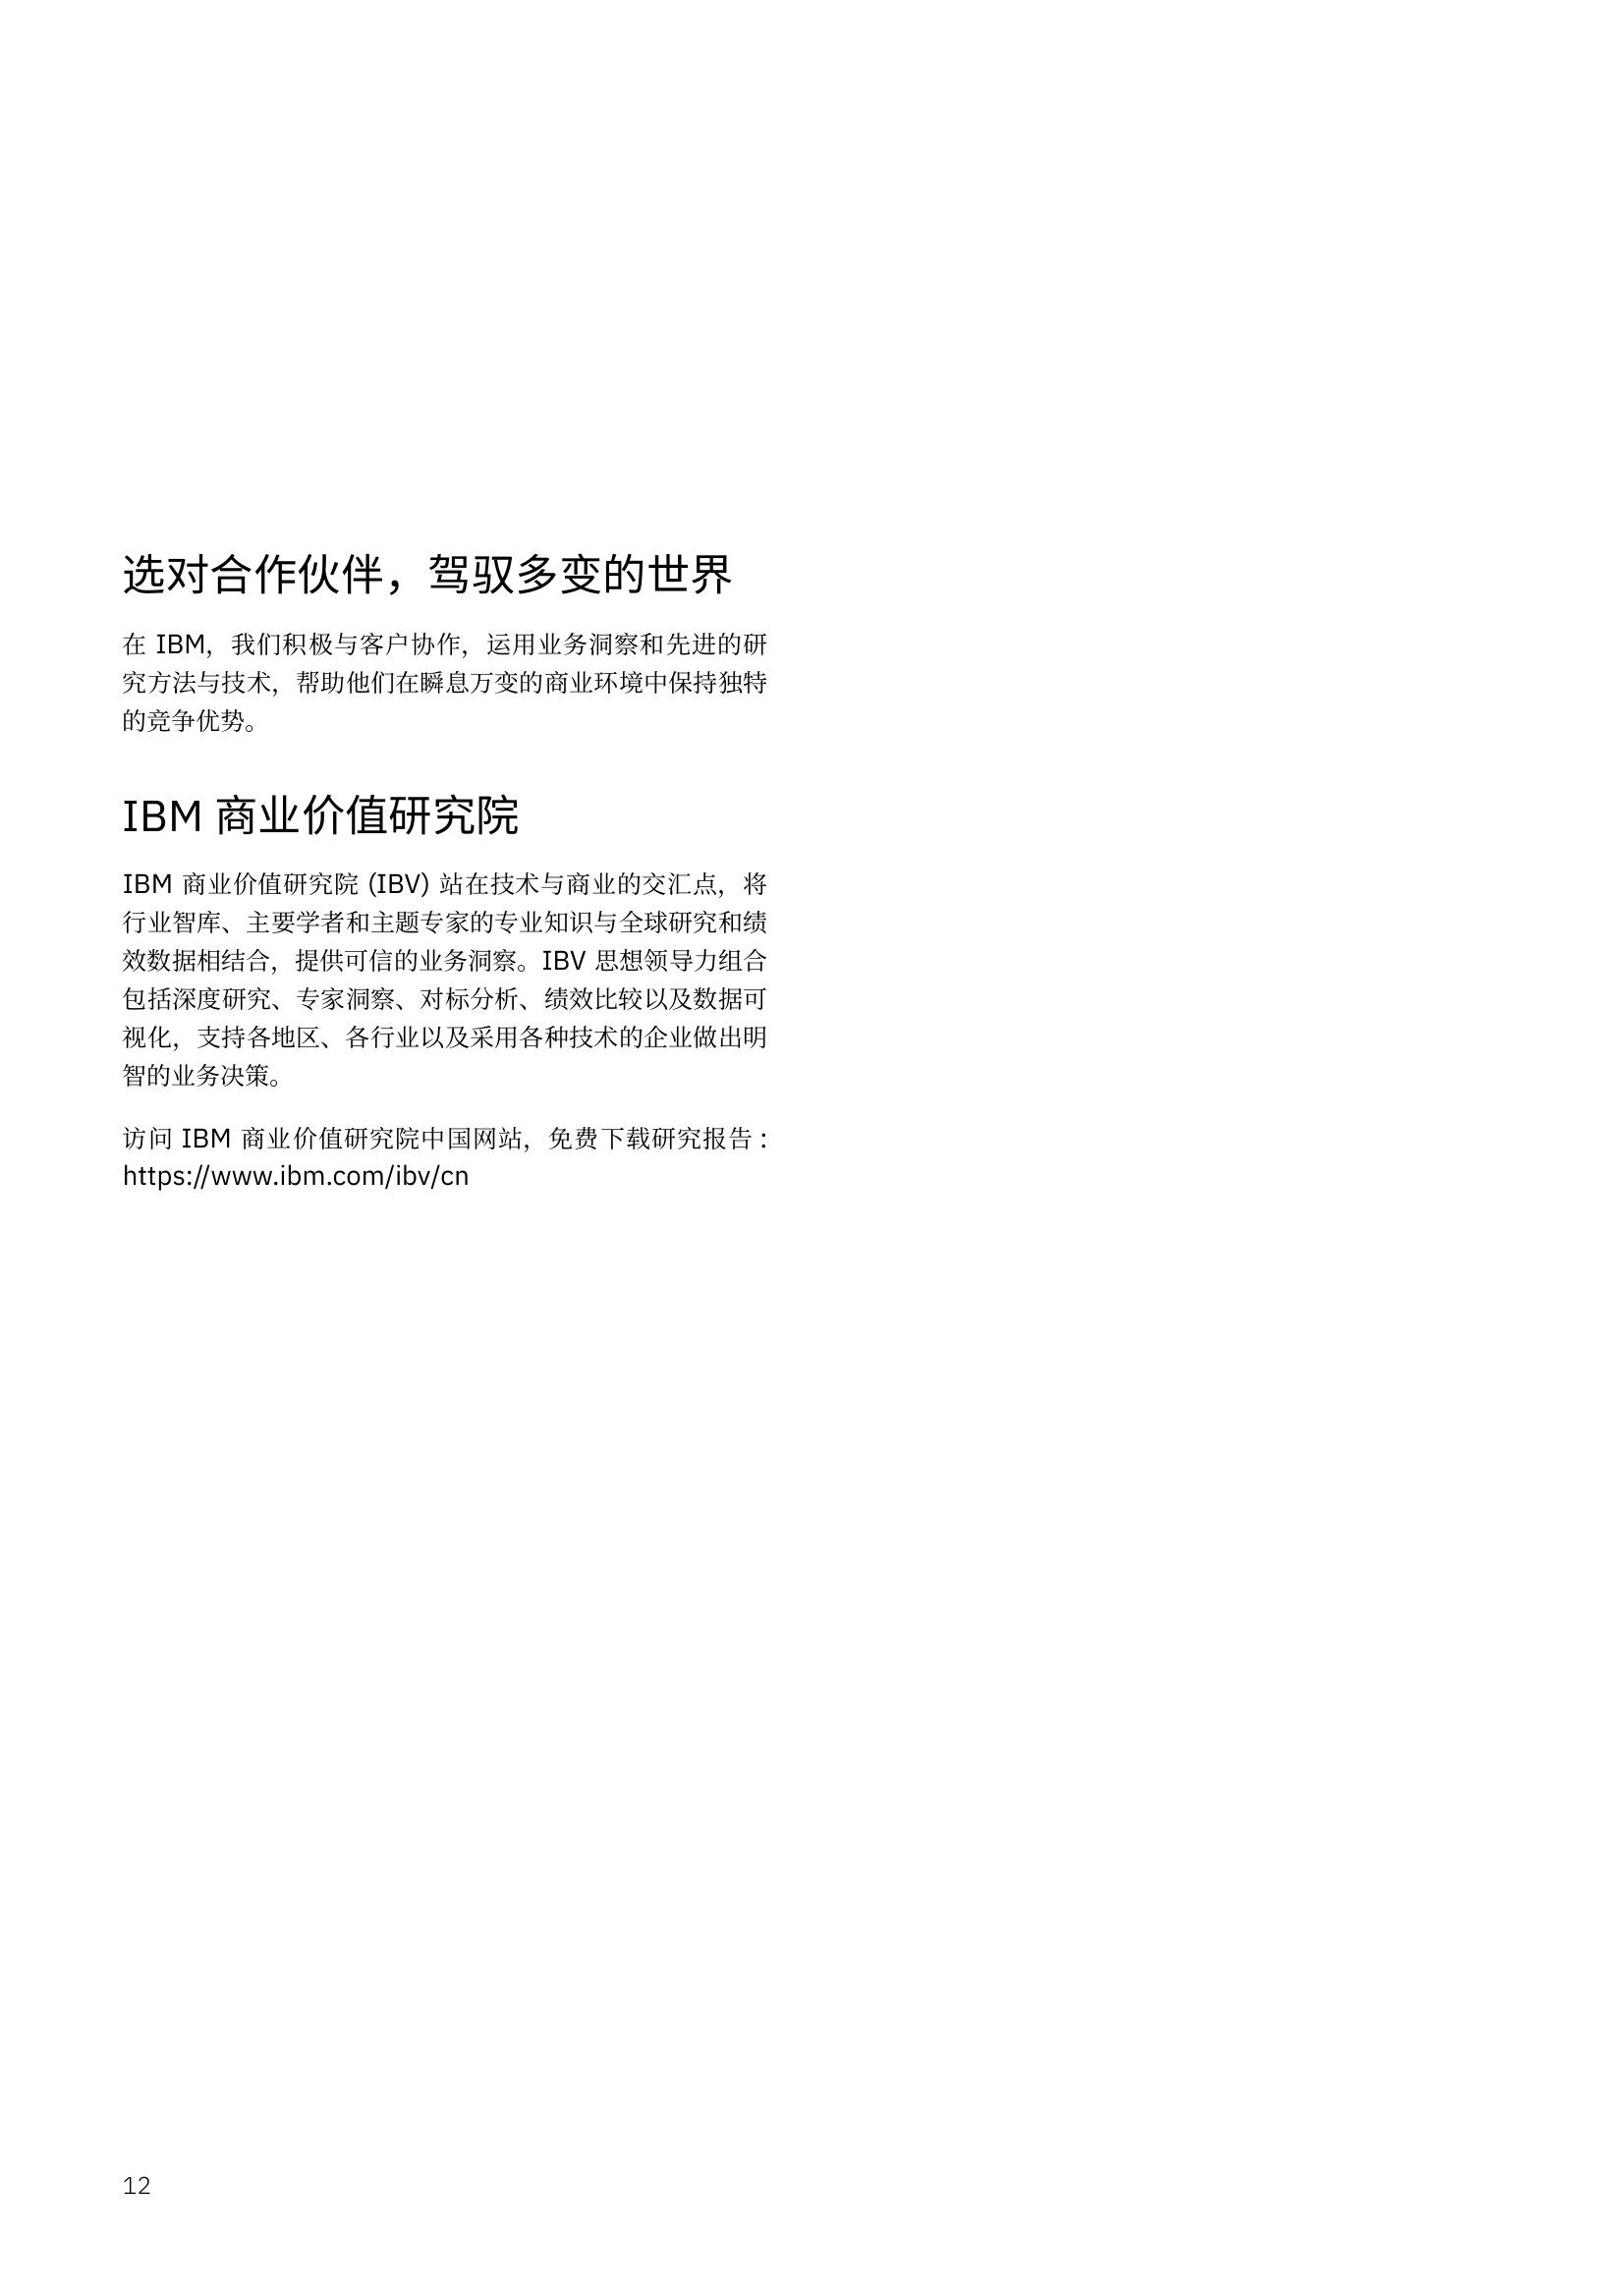 选对合作伙伴，驾驭多变的世界
在 IBM，我们积极与客户协作，运用业务洞察和先进的研
究方法与技术，帮助他们在瞬息万变的商业环境中保持独特
的竞争优势。
IBM 商业价值研究院
IBM 商业价值研究院 (IBV) 站在技术与商业的交汇点，将
行业智库、主要学者和主题专家的专业知识与全球研究和绩
效数据相结合，提供可信的业务洞察。IBV 思想领导力组合
包括深度研究、专家洞察、对标分析、绩效比较以及数据可
视化，支持各地区、各行业以及采用各种技术的企业做出明
智的业务决策。
访问 IBM 商业价值研究院中国网站，免费下载研究报告：
https://www.ibm.com/ibv/cn
12